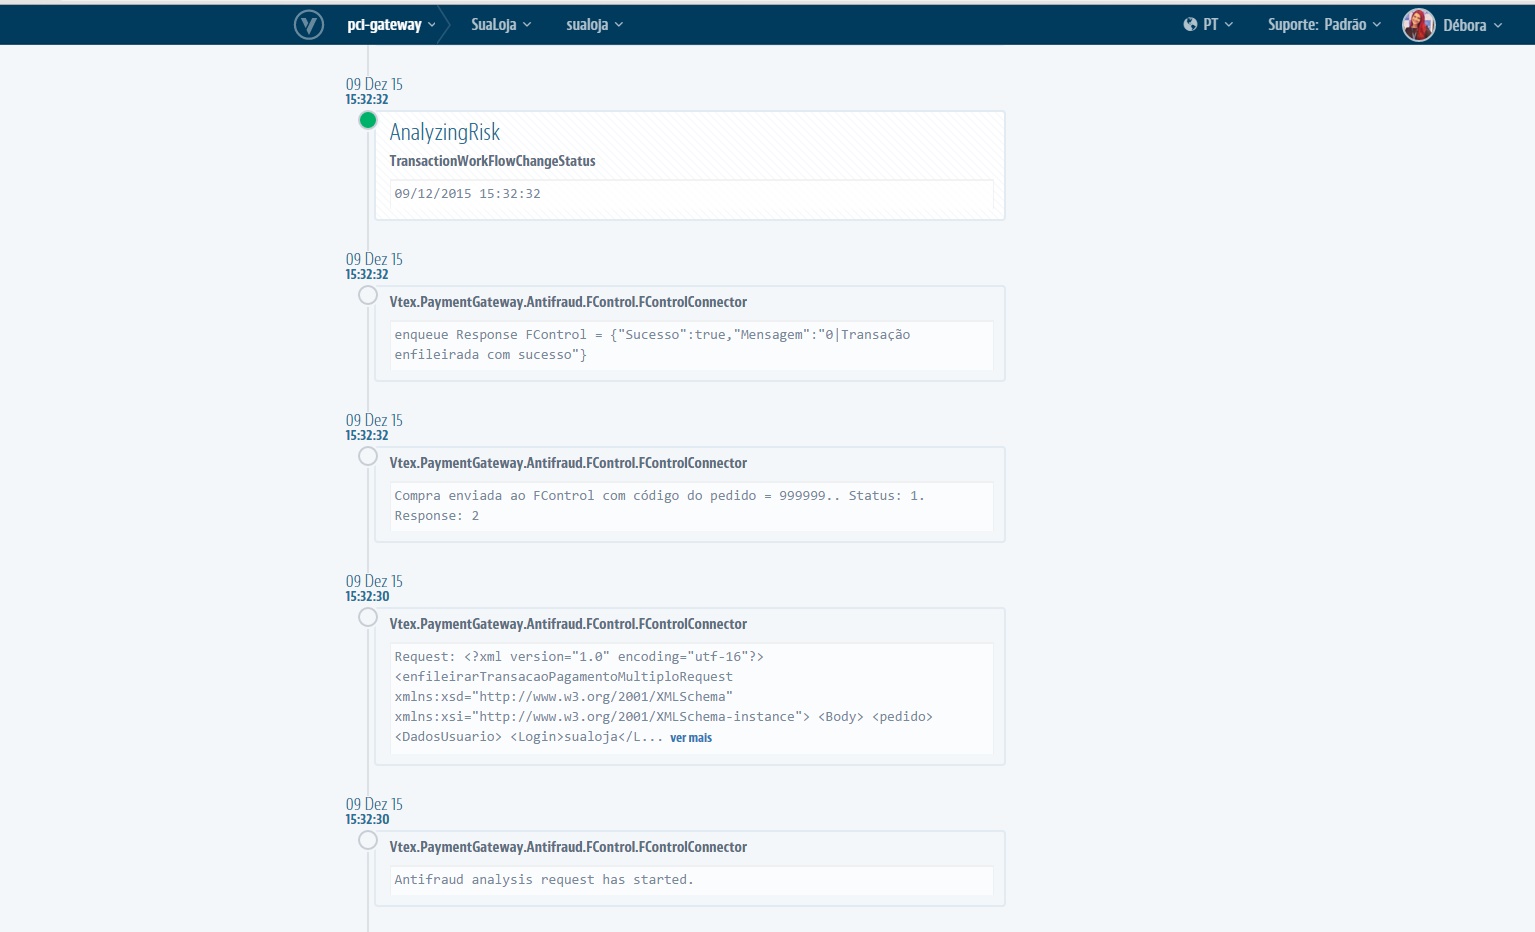 pci-gateway SuaLoja sualoja PT Suporte: Padrão Débora
09 Dez 15
15:32:32
AnalyzingRisk
TransactionWorkFlowChangeStatus
09/12/2015 15:32:32
09 Dez 15
15:32:32
Vtex.PaymentGateway.Antifraud.FControl.FControlConnector
enqueue Response FControl = {"Sucesso":true,"Mensagem":"0|Transação
enfileirada com sucesso"}
09 Dez 15
15:32:32
Vtex.PaymentGateway.Antifraud.FControl.FControlConnector
Compra enviada ao FControl com código do pedido = 999999.. Status: 1.
Response: 2
09 Dez 15
15:32:30
Vtex.PaymentGateway.Antifraud.FControl.FControlConnector
Request: <?xml version="1.0" encoding="utf-16"?>
<enfileirarTransacaoPagamentoMultiploRequest
xmlns:xsd="http://www.w3.org/2001/XMLSchema"
xmlns:xsi="http://www.w3.org/2001/XMLSchema-instance"> <Body> <pedido>
<DadosUsuario> <Login>sualoja</L... ver mais
09 Dez 15
15:32:30
Vtex.PaymentGateway.Antifraud.FControl.FControlConnector
Antifraud analysis request has started.